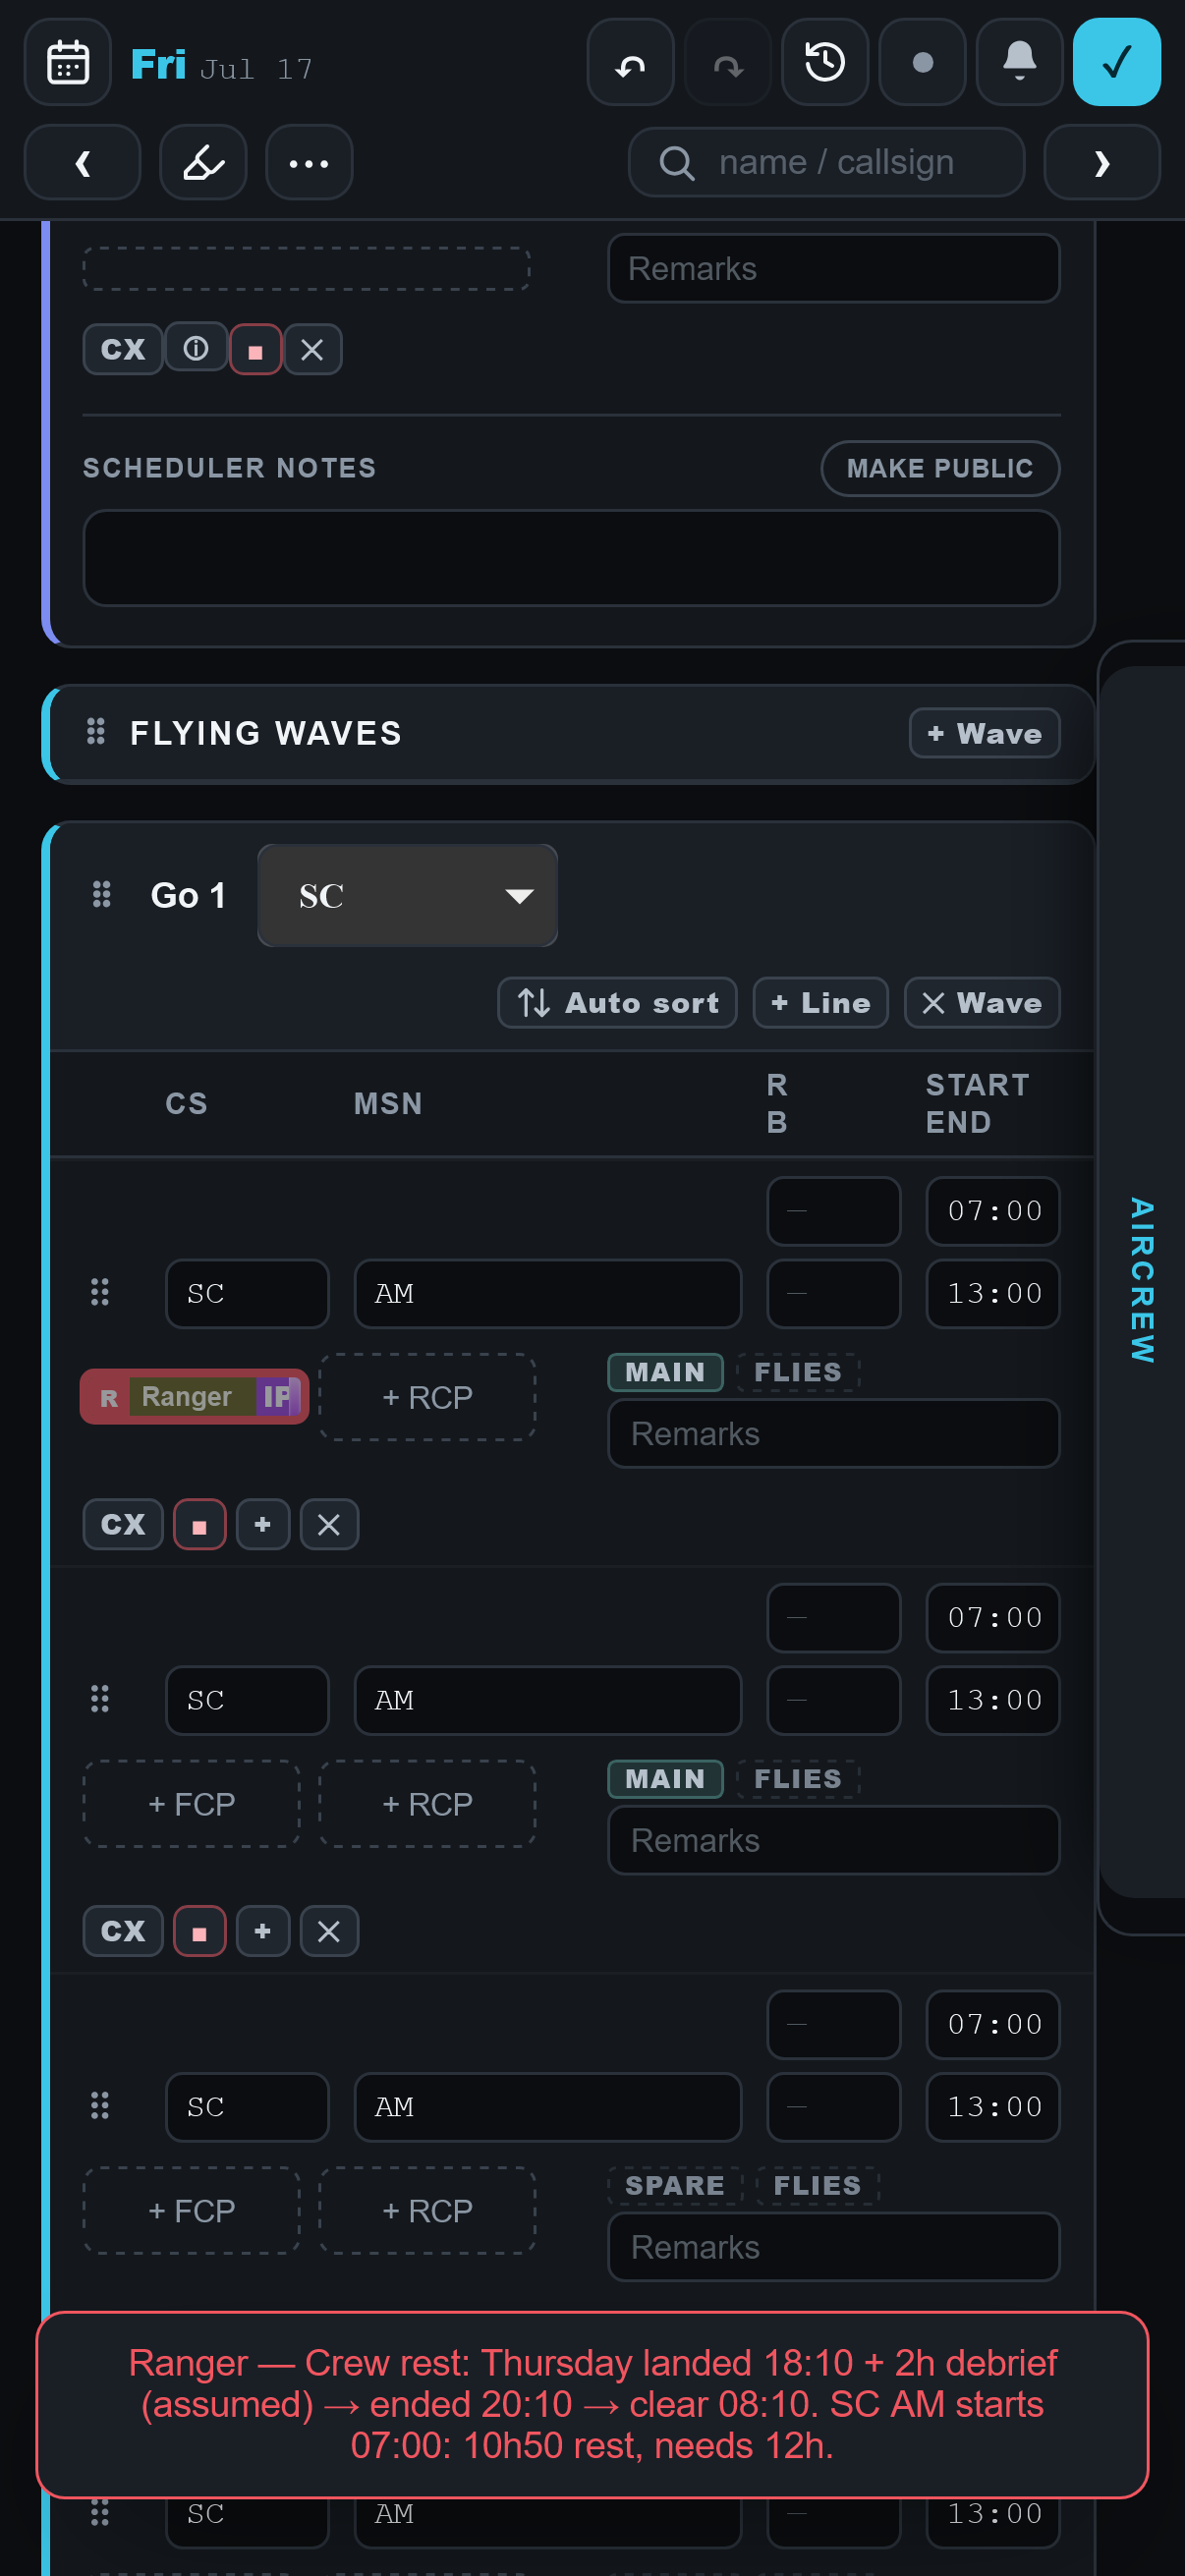 Fri Jul 17
name / callsign
Remarks
CX
SCHEDULER NOTES
MAKE PUBLIC
FLYING WAVES
+ Wave
Go 1
SC
Auto sort
+ Line
× Wave
CS
MSN
R
B
START
END
—
07:00
SC
AM
—
13:00
R
Ranger
IP
+ RCP
MAIN
FLIES
Remarks
CX
+
×
—
07:00
SC
AM
—
13:00
+ FCP
+ RCP
MAIN
FLIES
Remarks
CX
+
×
—
07:00
SC
AM
—
13:00
+ FCP
+ RCP
SPARE
FLIES
Remarks
AIRCREW
Ranger — Crew rest: Thursday landed 18:10 + 2h debrief
(assumed) → ended 20:10 → clear 08:10. SC AM starts
07:00: 10h50 rest, needs 12h.
SC
AM
—
13:00